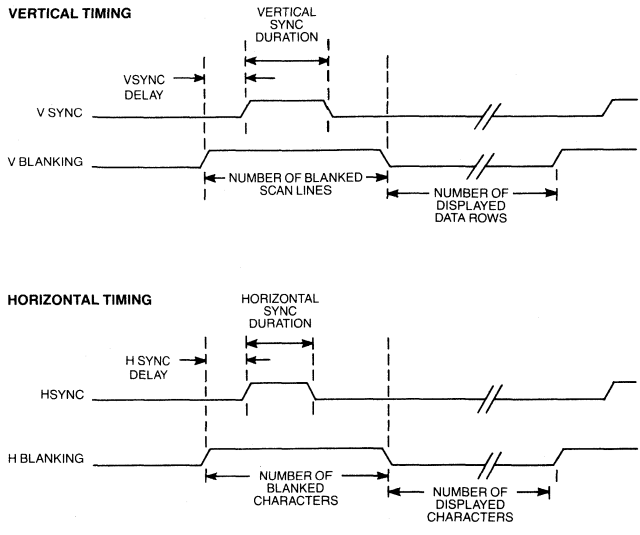 VERTICAL TIMING
VERTICAL
SYNC
DURATION
VSYNC
DELAY
V SYNC
V BLANKING
NUMBER OF BLANKED
SCAN LINES
NUMBER OF
DISPLAYED
DATA ROWS
HORIZONTAL TIMING
HORIZONTAL
SYNC
DURATION
H SYNC
DELAY
HSYNC
H BLANKING
NUMBER OF
BLANKED
CHARACTERS
NUMBER OF
DISPLAYED
CHARACTERS